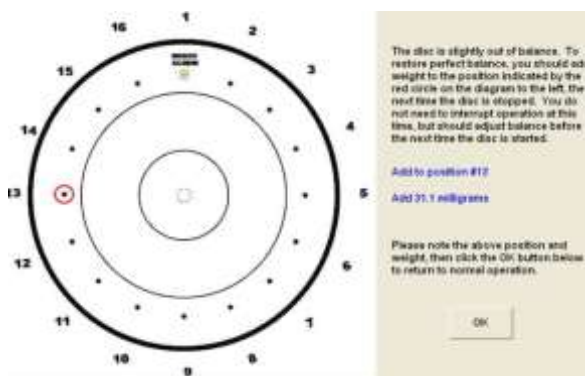 1
2
3
4
5
6
7
8
9
10
11
12
13
14
15
16
The disc is slightly out of balance. To
restore perfect balance, you should ad
weight to the position indicated by the
red circle on the diagram to the left, the
next time the disc is stopped. You do
not need to interrupt operation at this
time, but should adjust balance before
the next time the disc is started.
Add to position #12
Add 31.1 milligrams
Please note the above position and
weight, then click the OK button below
to return to normal operation.
OK